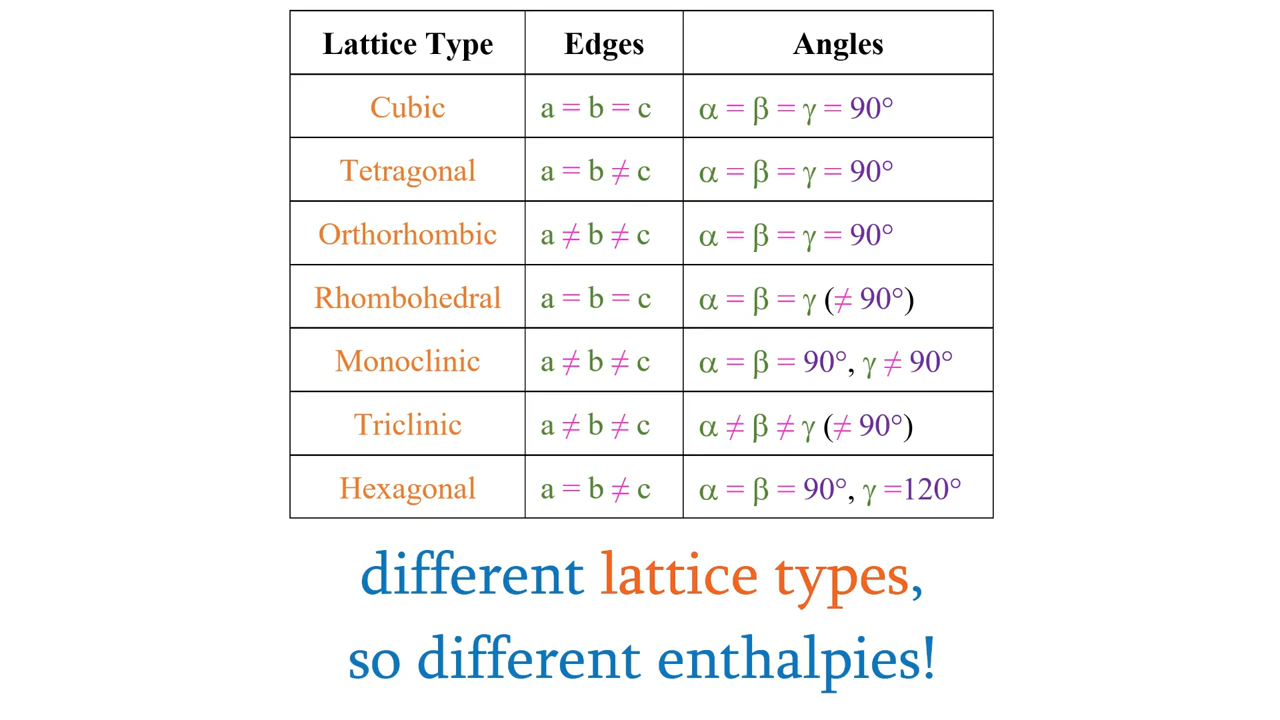 Lattice Type Edges Angles
Cubic a = b = c α = β = γ = 90°
Tetragonal a = b ≠ c α = β = γ = 90°
Orthorhombic a ≠ b ≠ c α = β = γ = 90°
Rhombohedral a = b = c α = β = γ (≠ 90°)
Monoclinic a ≠ b ≠ c α = β = 90°, γ ≠ 90°
Triclinic a ≠ b ≠ c α ≠ β ≠ γ (≠ 90°)
Hexagonal a = b ≠ c α = β = 90°, γ =120°
different lattice types,
so different enthalpies!